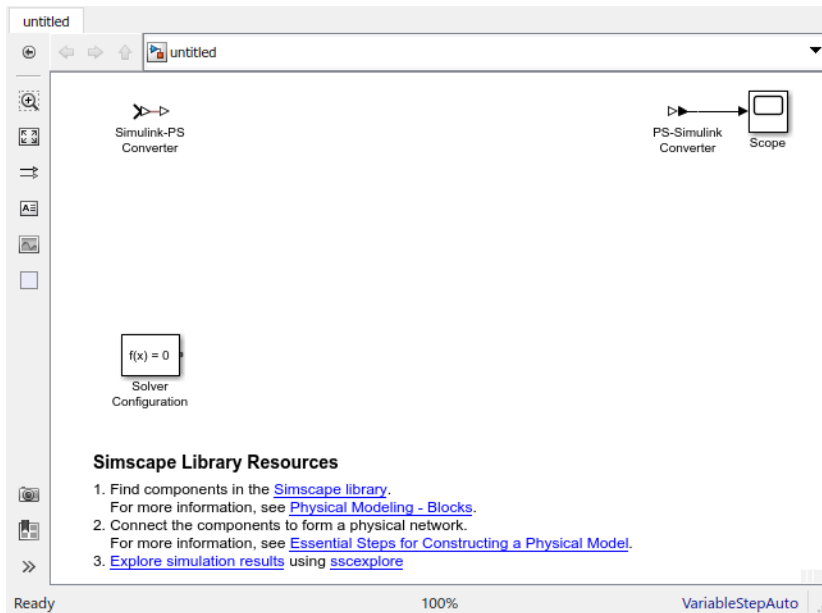 untitled
untitled
Simulink-PS
Converter
PS-Simulink
Converter
Scope
f(x) = 0
Solver
Configuration
Simscape Library Resources
1. Find components in the Simscape library.
For more information, see Physical Modeling - Blocks.
2. Connect the components to form a physical network.
For more information, see Essential Steps for Constructing a Physical Model.
3. Explore simulation results using sscexplore
Ready 100% VariableStepAuto